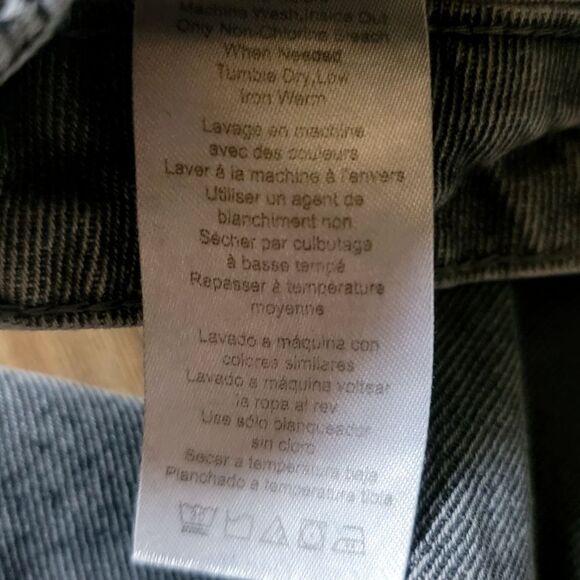 Machine Wash,Inside Out
Only Non-Chlorine Bleach
When Needed
Tumble Dry,Low
Iron Warm
Lavage en machine
avec des couleurs
Laver à la machine à l'envers
Utiliser un agent de
blanchiment non
Sécher par culbutage
à basse tempé
Repasser à température
moyenne
Lavado a máquina con
colores similares
Lavado a máquina voltear
la ropa al rev
Use sólo blanqueador
sin cloro
Secar a temperatura baja
Planchado a temperatura tibia